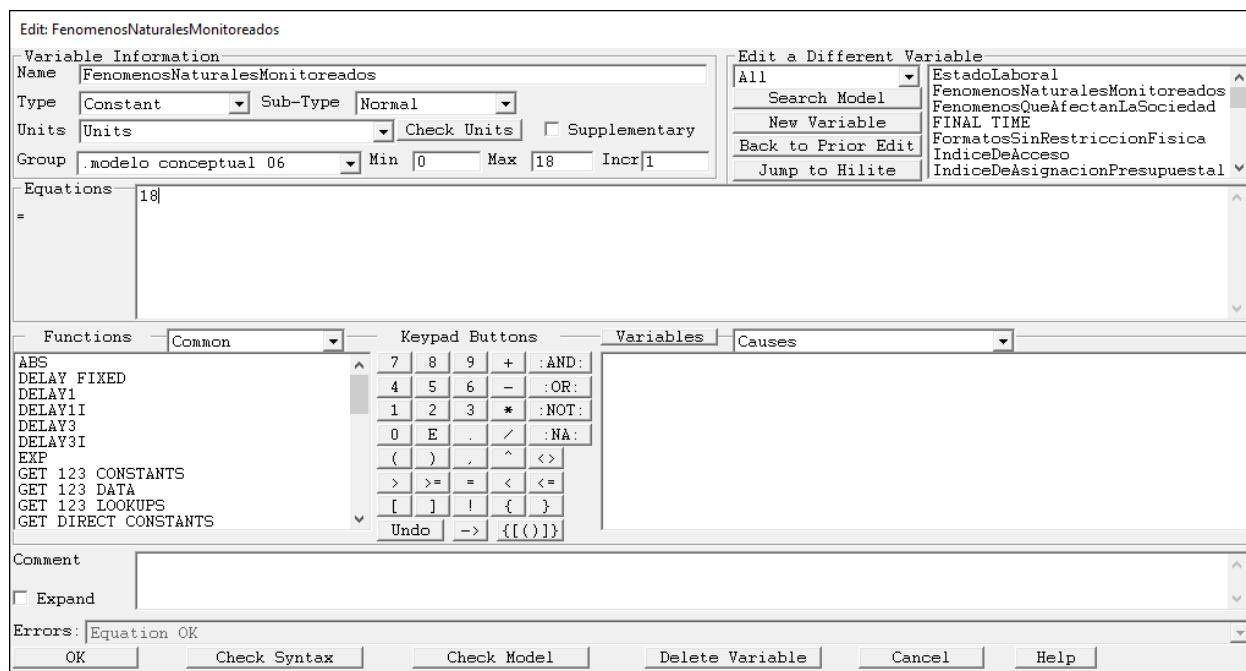 Edit: FenomenosNaturalesMonitoreados
Variable Information
Name FenomenosNaturalesMonitoreados
Type Constant Sub-Type Normal
Units Units Check Units Supplementary
Group .modelo conceptual 06 Min 0 Max 18 Incr 1
Edit a Different Variable
All
Search Model
New Variable
Back to Prior Edit
Jump to Hilite
EstadoLaboral
FenomenosNaturalesMonitoreados
FenomenosQueAfectanLaSociedad
FINAL TIME
FormatosSinRestriccionFisica
IndiceDeAcceso
IndiceDeAsignacionPresupuestal
Equations 18
=
Functions Common
ABS
DELAY FIXED
DELAY1
DELAY1I
DELAY3
DELAY3I
EXP
GET 123 CONSTANTS
GET 123 DATA
GET 123 LOOKUPS
GET DIRECT CONSTANTS
Keypad Buttons
7 8 9 + :AND:
4 5 6 - :OR:
1 2 3 * :NOT:
0 E . / :NA:
( ) , ^ <>
> >= = < <=
[ ] ! { }
Undo -> {[()]}
Variables Causes
Comment
Expand
Errors: Equation OK
OK Check Syntax Check Model Delete Variable Cancel Help